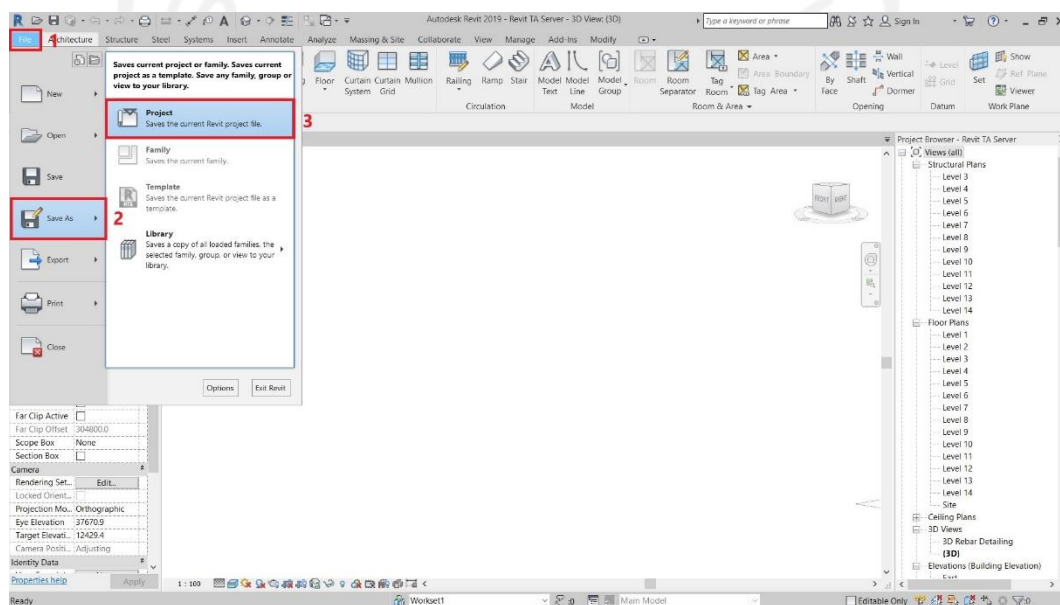 Autodesk Revit 2019 - Revit TA Server - 3D View: (3D)
Type a keyword or phrase
Sign In
File 1 Architecture Structure Steel Systems Insert Annotate Analyze Massing & Site Collaborate View Manage Add-Ins Modify
New
Open
Save
Save As 2
Export
Print
Close
Saves current project or family. Saves current
project as a template. Save any family, group or
view to your library.
Project
Saves the current Revit project file.
3
Family
Saves the current family.
Template
Saves the current Revit project file as a
template.
Library
Saves a copy of all loaded families, the
selected family, group, or view to your
library.
Options Exit Revit
Floor
Curtain System
Curtain Grid
Mullion
Railing
Ramp
Stair
Circulation
Model Text
Model Line
Model Group
Model
Room
Room Separator
Tag Room
Area
Area Boundary
Tag Area
Room & Area
By Face
Shaft
Wall
Vertical
Dormer
Opening
Level
Grid
Datum
Set
Show
Ref Plane
Viewer
Work Plane
FRONT RIGHT
Project Browser - Revit TA Server
Views (all)
Structural Plans
Level 3
Level 4
Level 5
Level 6
Level 7
Level 8
Level 9
Level 10
Level 11
Level 12
Level 13
Level 14
Floor Plans
Level 1
Level 2
Level 3
Level 4
Level 5
Level 6
Level 7
Level 8
Level 9
Level 10
Level 11
Level 12
Level 13
Level 14
Site
Ceiling Plans
3D Views
3D Rebar Detailing
(3D)
Elevations (Building Elevation)
East
Far Clip Active
Far Clip Offset 304800.0
Scope Box None
Section Box
Camera
Rendering Set... Edit...
Locked Orient...
Projection Mo... Orthographic
Eye Elevation 37670.9
Target Elevati... 12429.4
Camera Positi... Adjusting
Identity Data
Properties help Apply
1 : 100
Ready
Workset1
:0
Main Model
Editable Only
:0